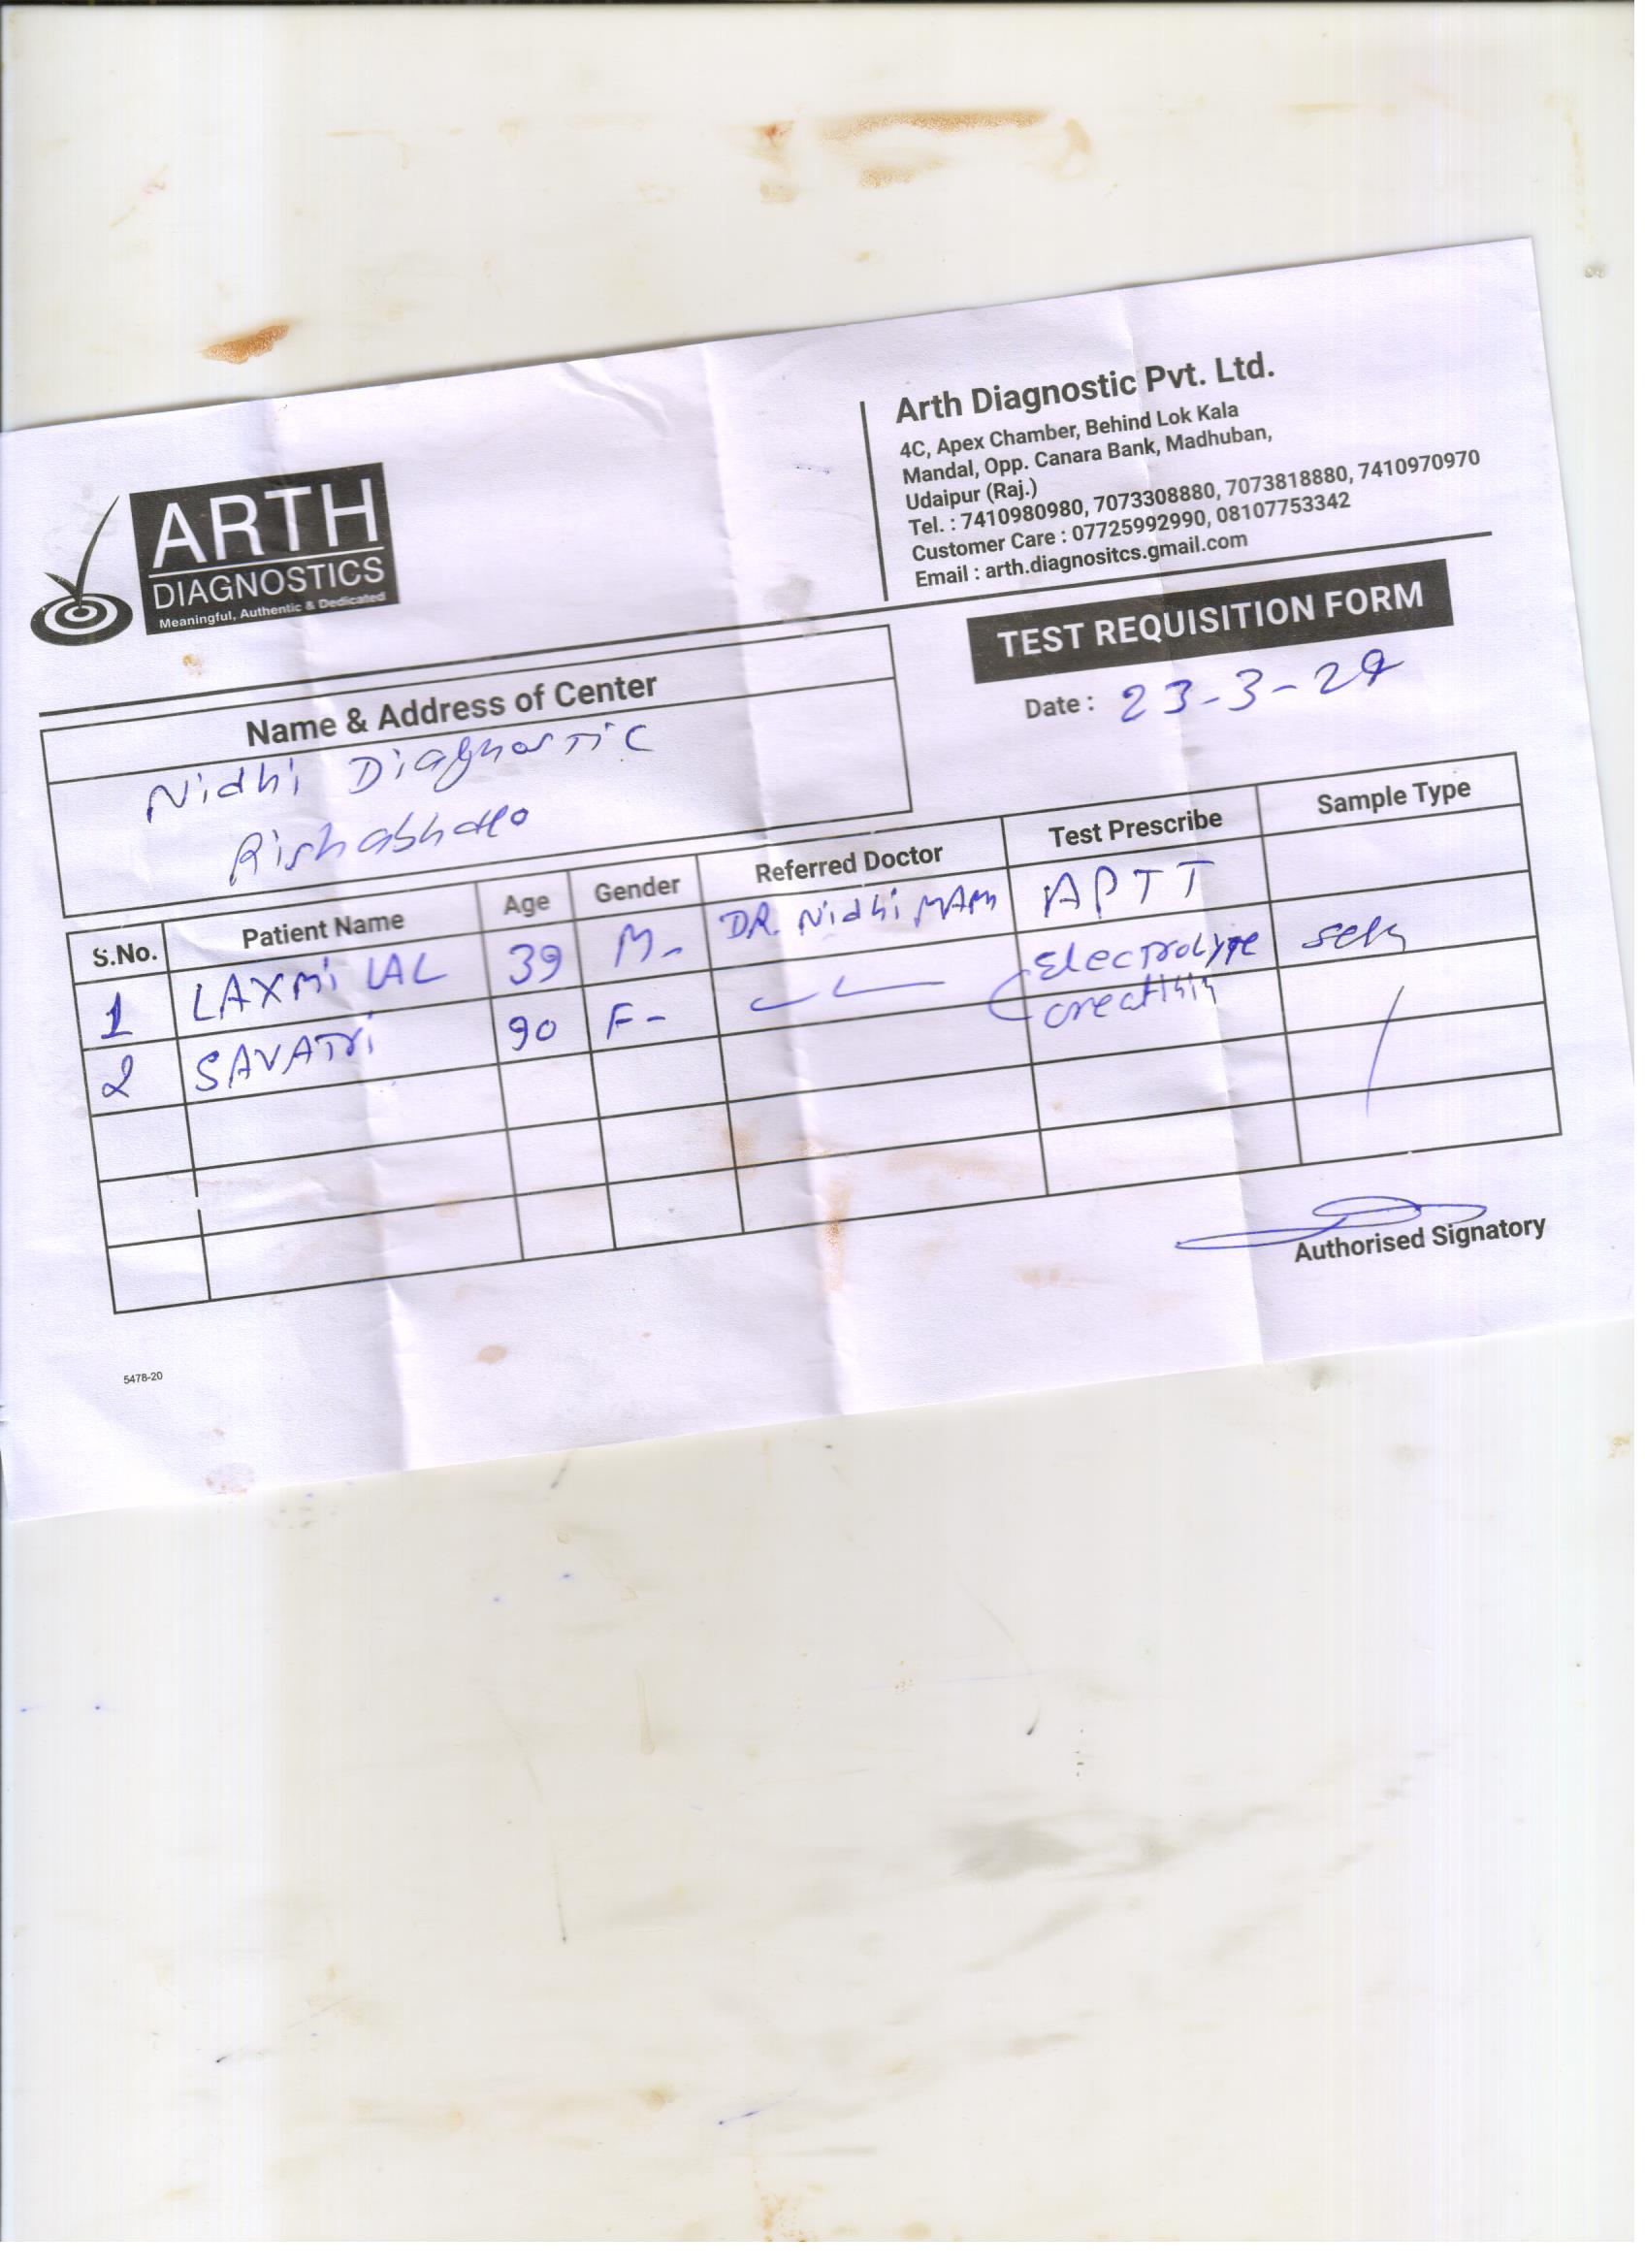 ARTH
DIAGNOSTICS
Meaningful, Authentic & Dedicated
Arth Diagnostic Pvt. Ltd.
4C, Apex Chamber, Behind Lok Kala
Mandal, Opp. Canara Bank, Madhuban,
Udaipur (Raj.)
Tel. : 7410980980, 7073308880, 7073818880, 7410970970
Customer Care : 07725992990, 08107753342
Email : arth.diagnositcs.gmail.com
TEST REQUISITION FORM
Date : 23-3-24
Name & Address of Center
Nidhi Diagnostic
S.No. Patient Name Age Gender Referred Doctor Test Prescribe Sample Type
1 LAXMi LAL 39 M- DR. Nidhi MAM APTT
2 SAVATri 90 F- Electrolyte
Authorised Signatory
5478-20